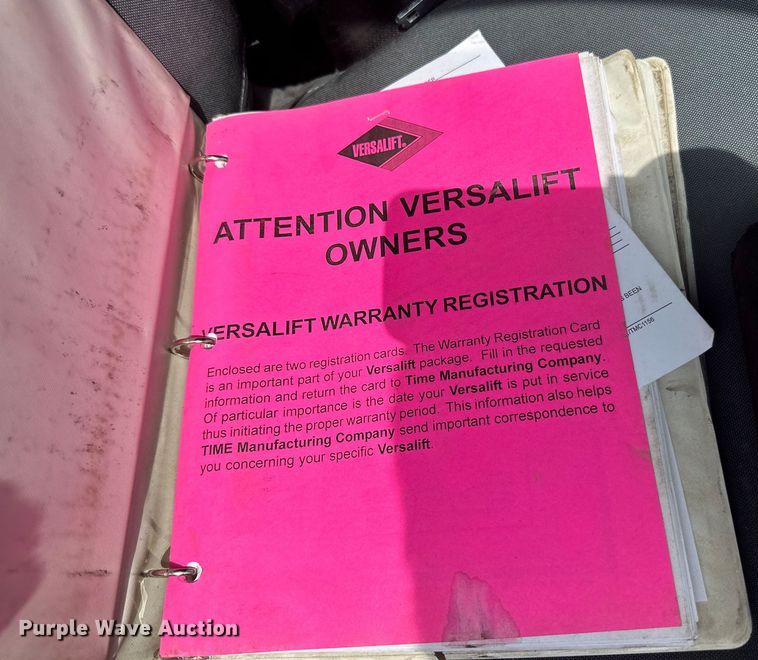 VERSALIFT®
ATTENTION VERSALIFT
OWNERS
VERSALIFT WARRANTY REGISTRATION
Enclosed are two registration cards. The Warranty Registration Card
is an important part of your Versalift package. Fill in the requested
information and return the card to Time Manufacturing Company.
Of particular importance is the date your Versalift is put in service
thus initiating the proper warranty period. This information also helps
TIME Manufacturing Company send important correspondence to
you concerning your specific Versalift.
BEEN
Purple Wave Auction